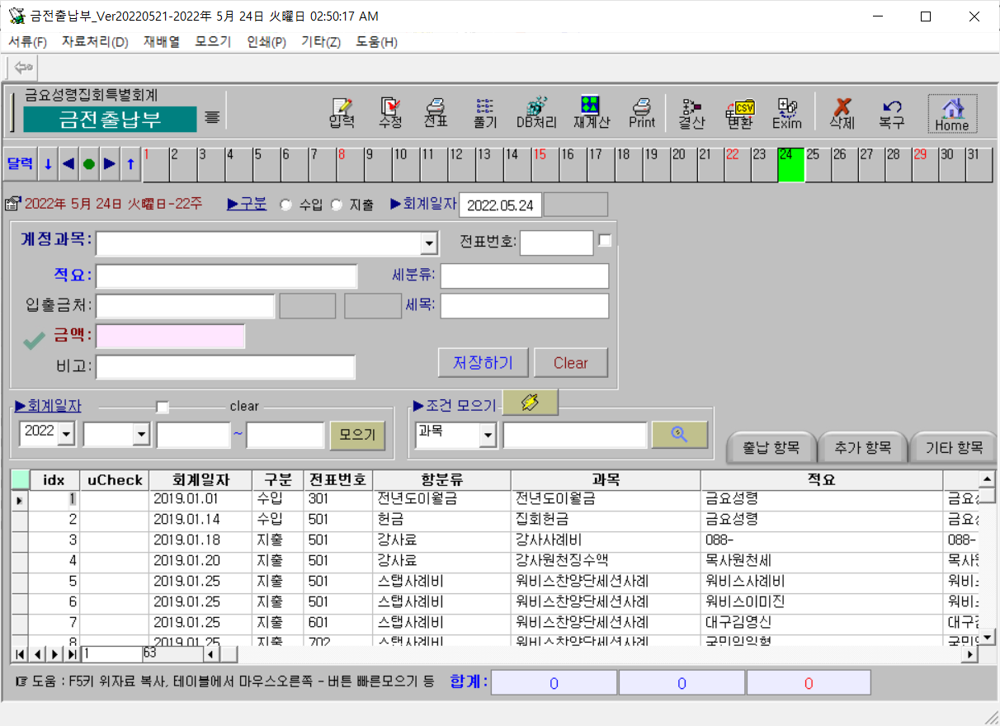 금전출납부_Ver20220521-2022年 5月 24日 火曜日 02:50:17 AM
서류(F) 자료처리(D) 재배열 모으기 인쇄(P) 기타(Z) 도움(H)
금요성령집회특별회계
금전출납부
입력 수정 전표 풀기 DB처리 재계산 Print 결산 변환 Exim 삭제 복구 Home
CSV
달력 1 2 3 4 5 6 7 8 9 10 11 12 13 14 15 16 17 18 19 20 21 22 23 24 25 26 27 28 29 30 31
2022年 5月 24日 火曜日-22주 ▶구분 수입 지출 ▶회계일자 2022.05.24
계정과목: 전표번호:
적요: 세분류:
입출금처: 세목:
금액:
비고: 저장하기 Clear
▶회계일자 clear ▶조건 모으기
2022 ~ 모으기 과목
출납 항목 추가 항목 기타 항목
idx uCheck 회계일자 구분 전표번호 항분류 과목 적요
1 2019.01.01 수입 301 전년도이월금 전년도이월금 금요성령
2 2019.01.14 수입 501 헌금 집회헌금 금요성령
3 2019.01.18 지출 501 강사료 강사사례비 088- 088-
4 2019.01.20 지출 501 강사료 강사원천징수액 목사원천세
5 2019.01.25 지출 501 스탭사례비 워비스찬양단세션사례 워비스사례비
6 2019.01.25 지출 501 스탭사례비 워비스찬양단세션사례 워비스이미진
7 2019.01.25 지출 601 스탭사례비 워비스찬양단세션사례 대구김영신
8 2019.01.25 지출 702 스탭사례비 워비스찬양단세션사례
1 63
☞ 도움 : F5키 위자료 복사, 테이블에서 마우스오른쪽 - 버튼 빠른모으기 등 합계: 0 0 0